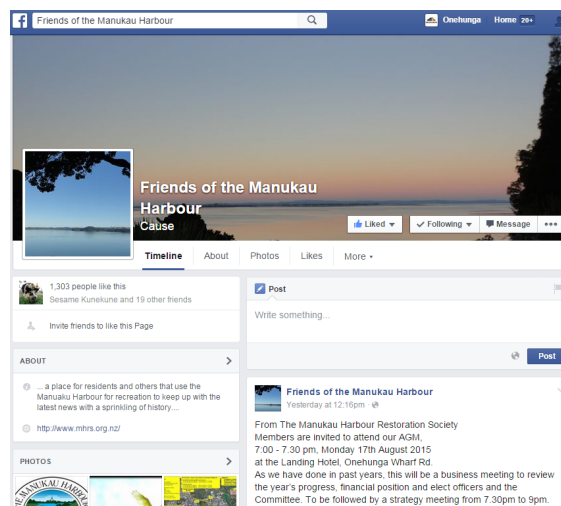 Friends of the Manukau Harbour
Onehunga
Home 20+
Friends of the Manukau
Harbour
Cause
Liked
Following
Message
Timeline
About
Photos
Likes
More
1,303 people like this
Sesame Kunekune and 19 other friends
Invite friends to like this Page
ABOUT
... a place for residents and others that use the
Manuaku Harbour for recreation to keep up with the
latest news with a sprinkling of history....
http://www.mhrs.org.nz/
PHOTOS
THE MANUKAU HARBOUR
Post
Write something...
Post
Friends of the Manukau Harbour
Yesterday at 12:16pm ·
From The Manukau Harbour Restoration Society
Members are invited to attend our AGM,
7:00 - 7.30 pm, Monday 17th August 2015
at the Landing Hotel, Onehunga Wharf Rd.
As we have done in past years, this will be a business meeting to review
the year's progress, financial position and elect officers and the
Committee. To be followed by a strategy meeting from 7.30pm to 9pm.